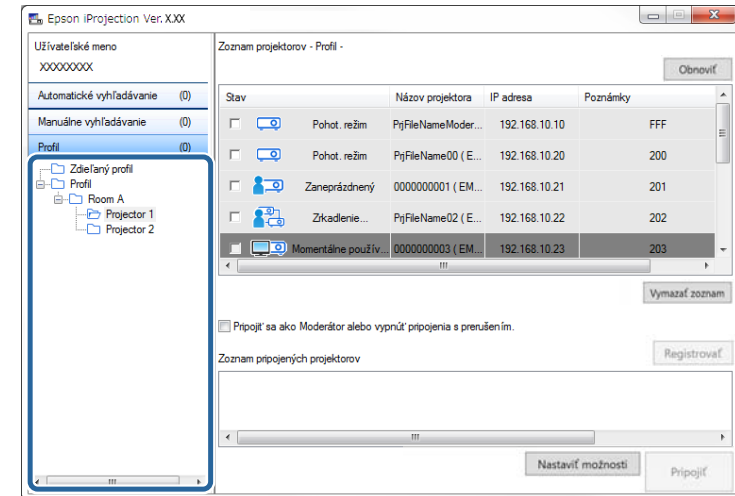 Epson iProjection Ver. X.XX
Užívateľské meno
XXXXXXXX
Automatické vyhľadávanie (0)
Manuálne vyhľadávanie (0)
Profil (0)
Zdieľaný profil
Profil
Room A
Projector 1
Projector 2
Zoznam projektorov - Profil -
Obnoviť
Stav Názov projektora IP adresa Poznámky
Pohot. režim PrjFileNameModer... 192.168.10.10 FFF
Pohot. režim PrjFileName00 ( E... 192.168.10.20 200
Zaneprázdnený 0000000001 ( EM... 192.168.10.21 201
Zrkadlenie... PrjFileName02 ( E... 192.168.10.22 202
Momentálne použív... 0000000003 ( EM... 192.168.10.23 203
Vymazať zoznam
Pripojiť sa ako Moderátor alebo vypnúť pripojenia s prerušením.
Zoznam pripojených projektorov
Registrovať
Nastaviť možnosti
Pripojiť